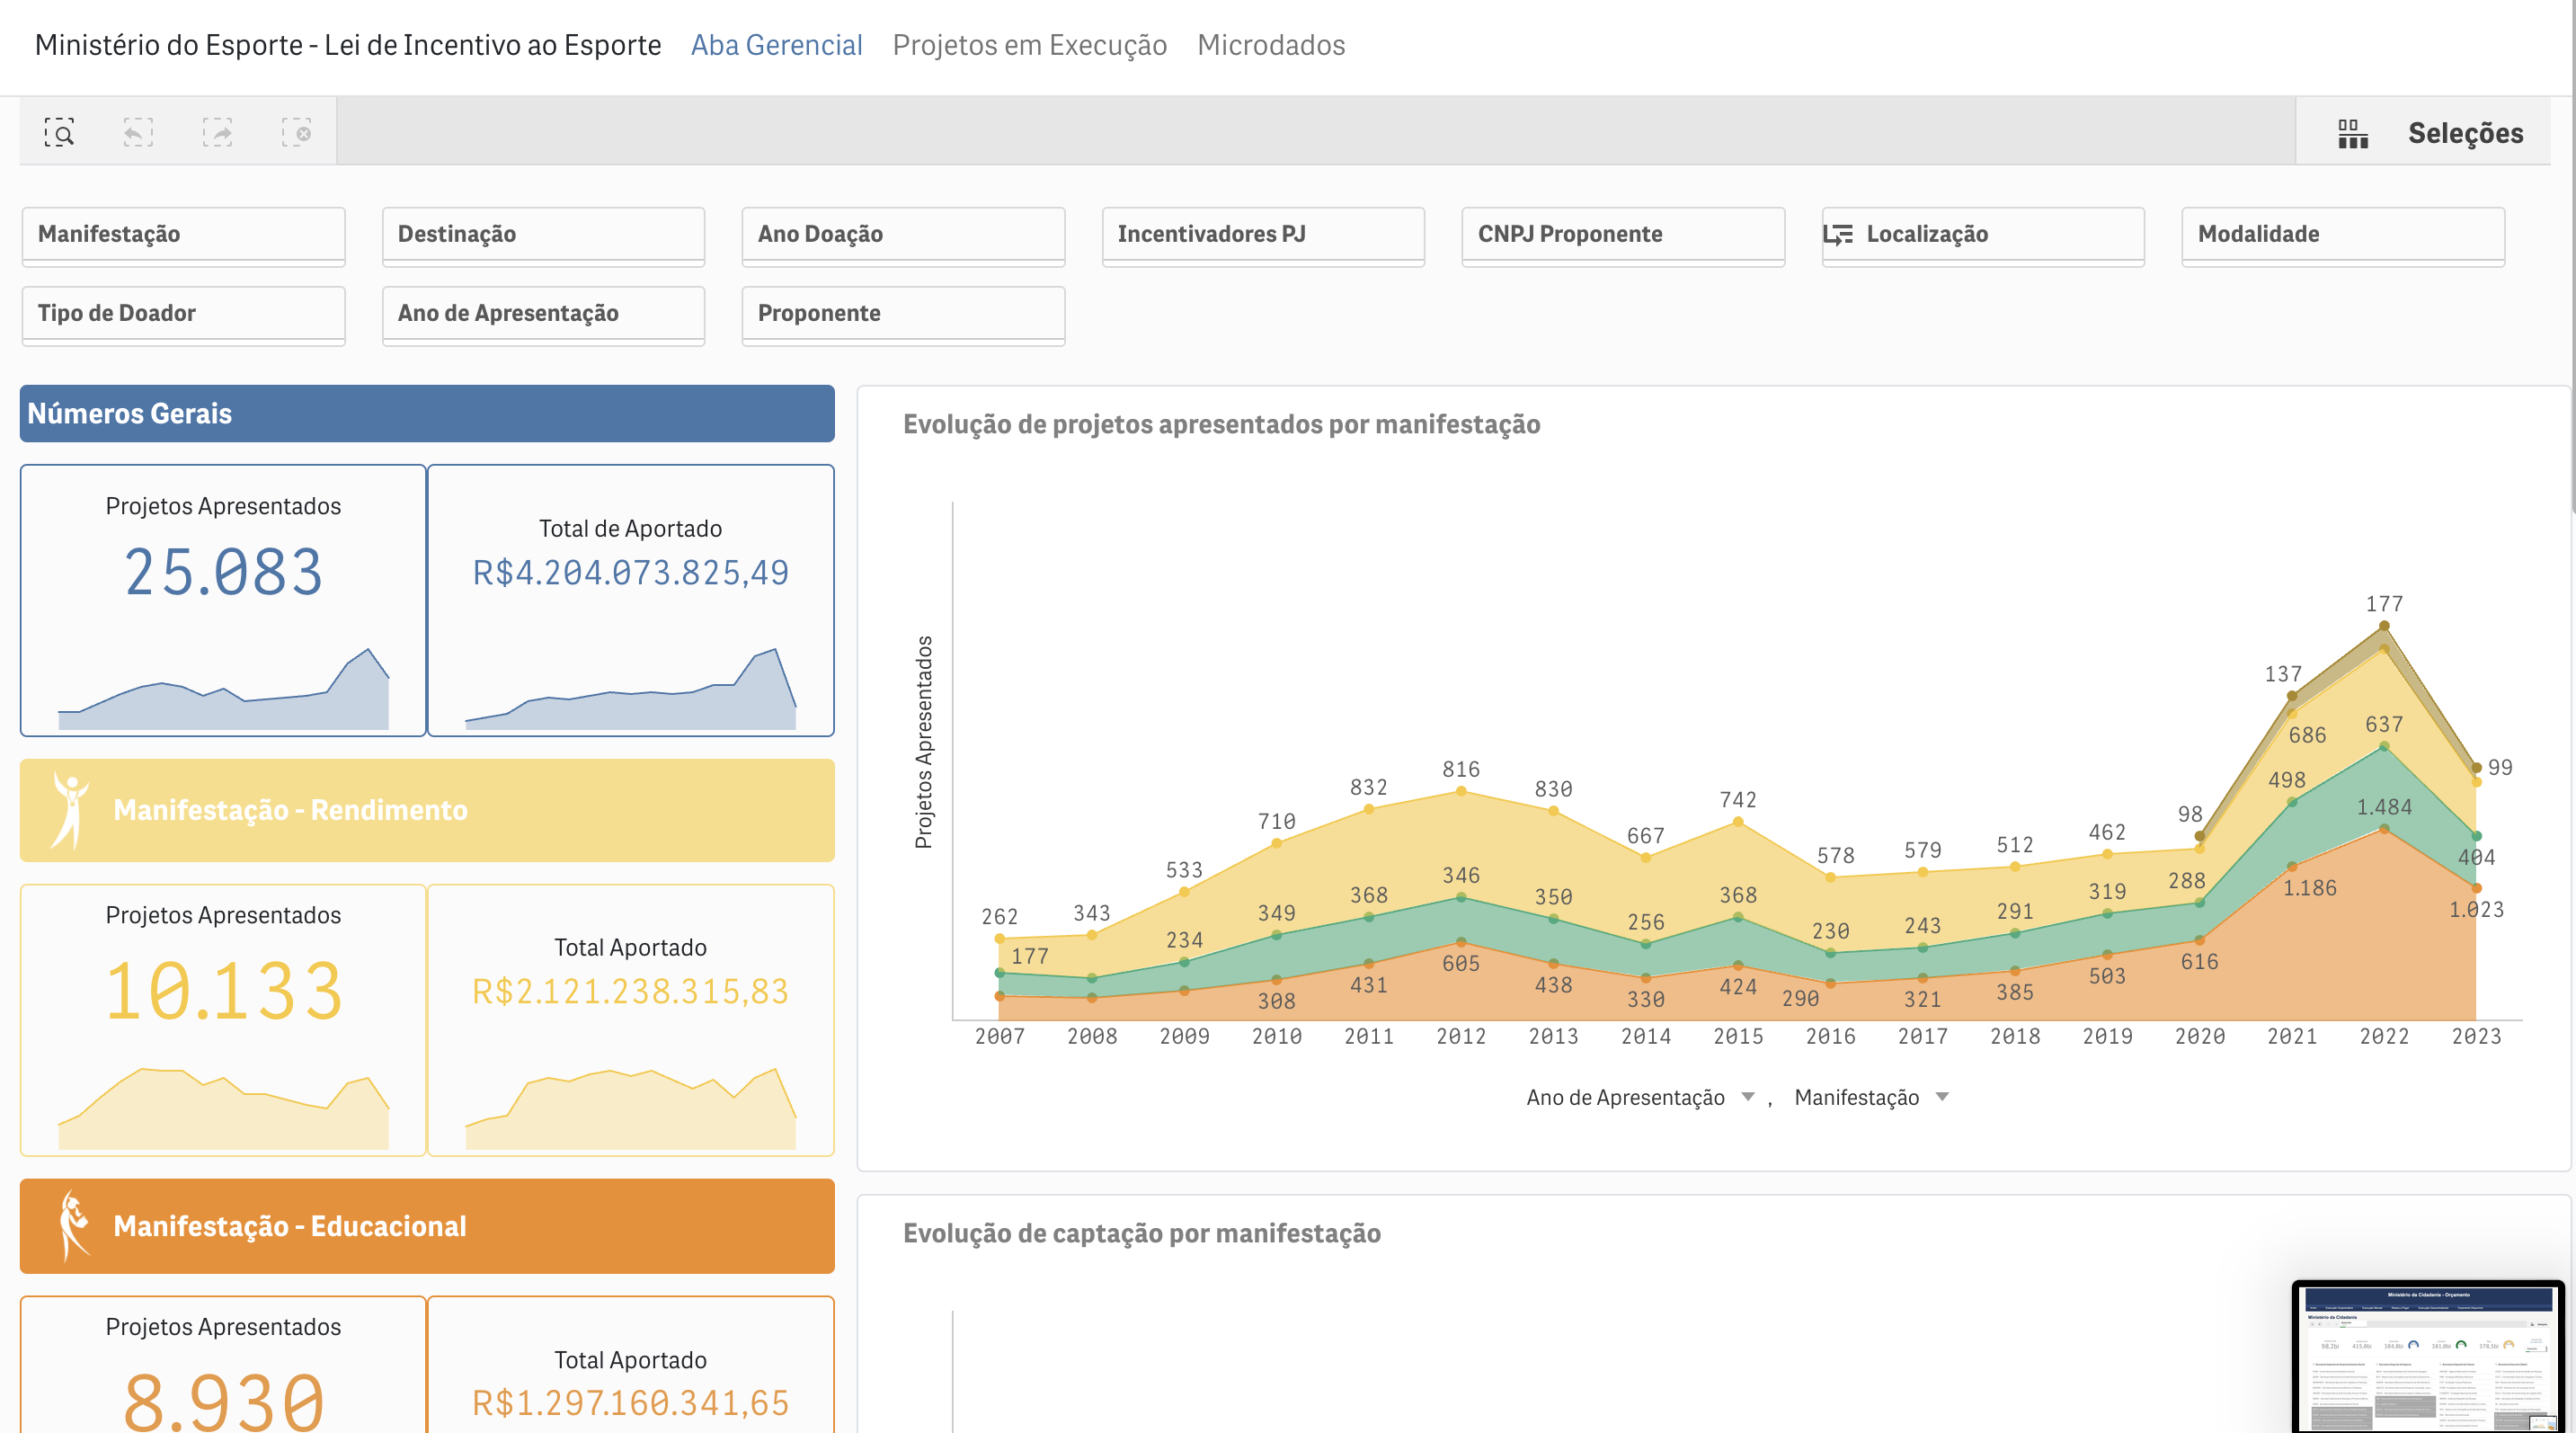 Ministério do Esporte - Lei de Incentivo ao Esporte Aba Gerencial Projetos em Execução Microdados
Seleções
Manifestação Destinação Ano Doação Incentivadores PJ CNPJ Proponente Localização Modalidade
Tipo de Doador Ano de Apresentação Proponente
Números Gerais
Projetos Apresentados
25.083
Total de Aportado
R$4.204.073.825,49
Manifestação - Rendimento
Projetos Apresentados
10.133
Total Aportado
R$2.121.238.315,83
Manifestação - Educacional
Projetos Apresentados
8.930
Total Aportado
R$1.297.160.341,65
Evolução de projetos apresentados por manifestação
Projetos Apresentados
177
137
637
686
99
498
816
832
830
742
1.484
98
710
667
462
512
578
579
404
533
346
368
350
368
288
319
1.186
262
343
349
256
291
243
230
1.023
234
177
605
616
503
431
438
424
385
308
330
290
321
2007 2008 2009 2010 2011 2012 2013 2014 2015 2016 2017 2018 2019 2020 2021 2022 2023
Ano de Apresentação , Manifestação
Evolução de captação por manifestação
Ministério da Cidadania - Orçamento
Ministério da Cidadania